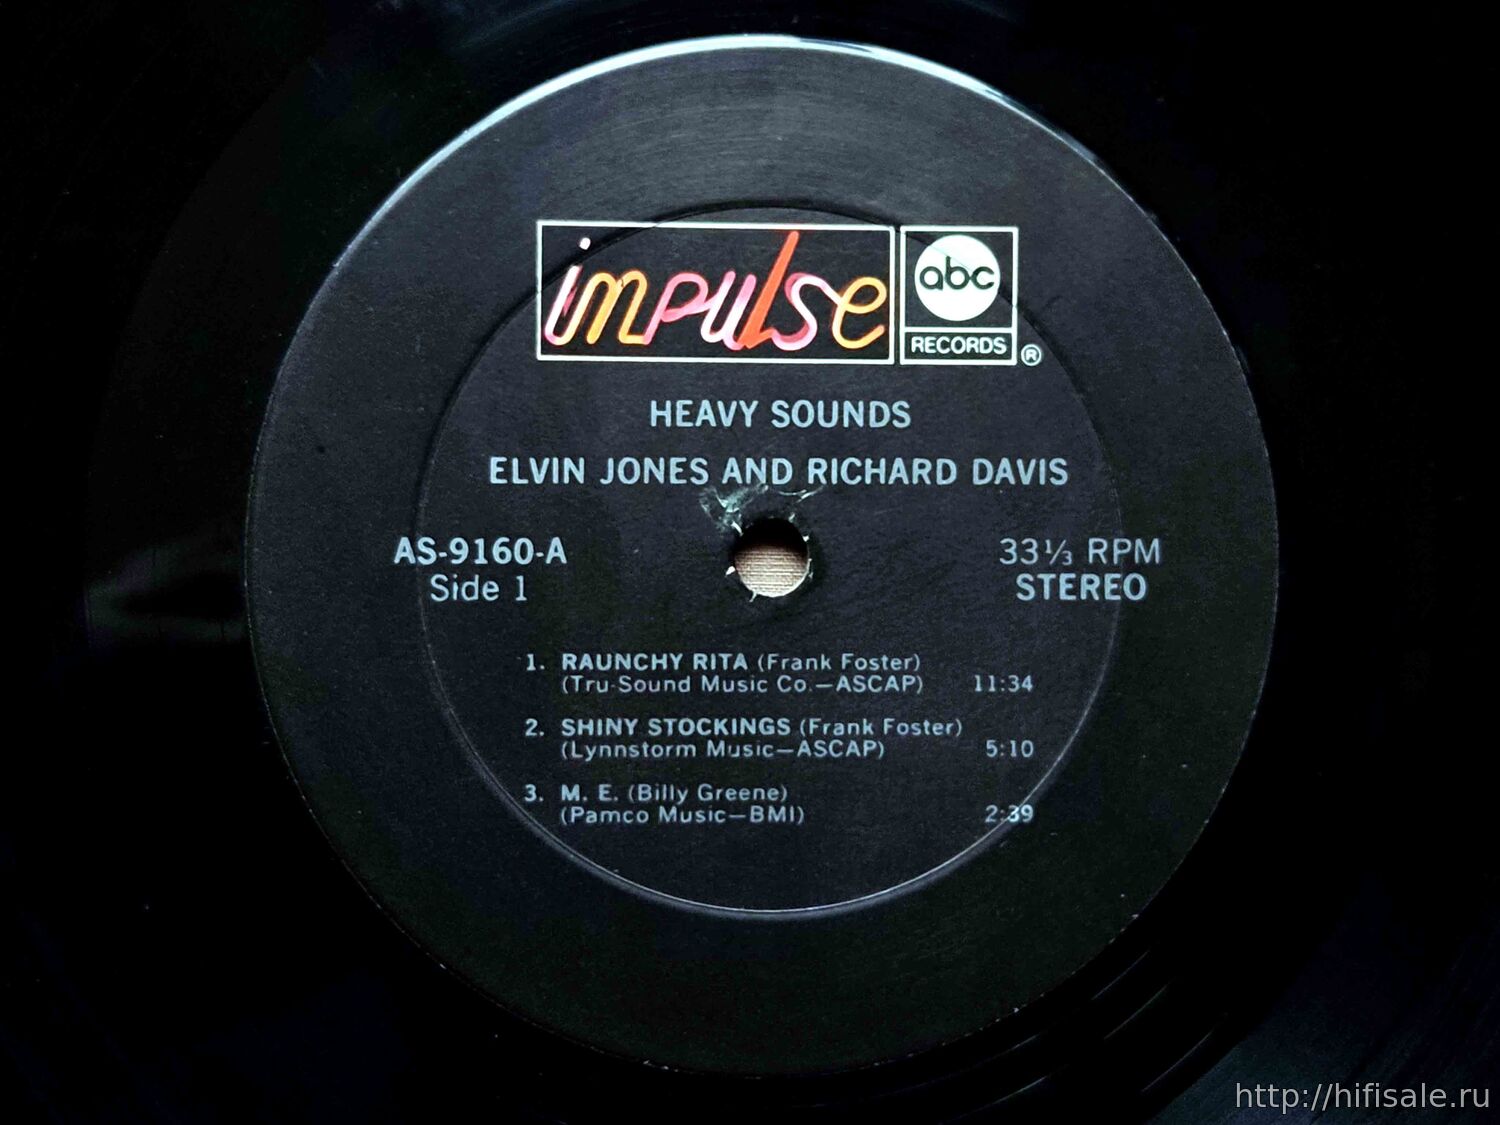 impulse
abc
RECORDS ®
HEAVY SOUNDS
ELVIN JONES AND RICHARD DAVIS
AS-9160-A
Side 1
33⅓ RPM
STEREO
1. RAUNCHY RITA (Frank Foster)
(Tru-Sound Music Co.—ASCAP) 11:34
2. SHINY STOCKINGS (Frank Foster)
(Lynnstorm Music—ASCAP) 5:10
3. M. E. (Billy Greene)
(Pamco Music—BMI) 2:39
http://hifisale.ru